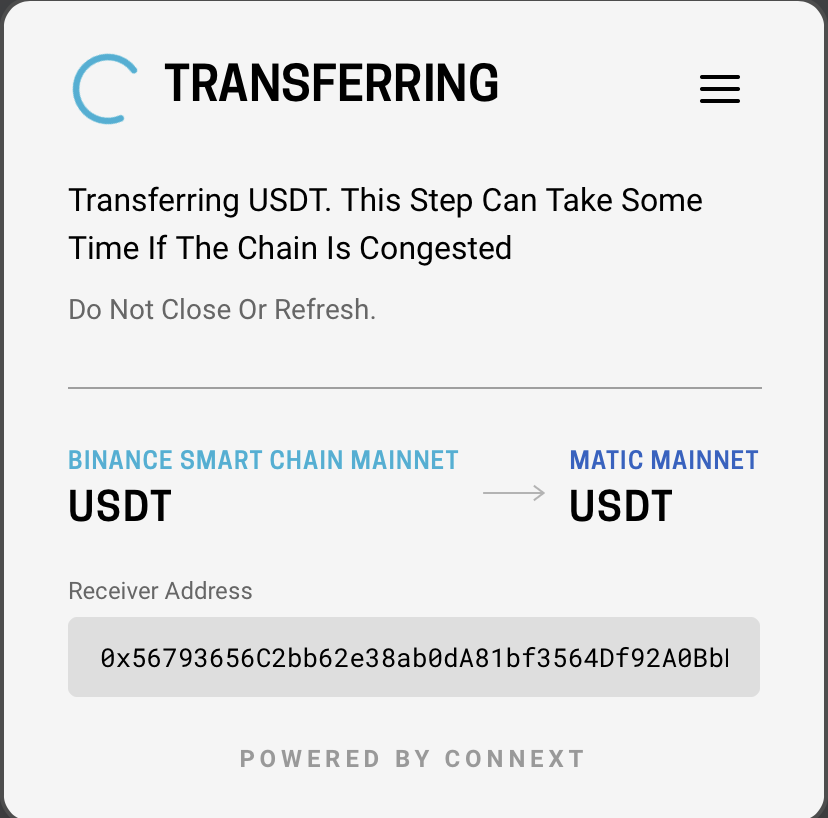 TRANSFERRING
Transferring USDT. This Step Can Take Some
Time If The Chain Is Congested
Do Not Close Or Refresh.
BINANCE SMART CHAIN MAINNET
USDT
MATIC MAINNET
USDT
Receiver Address
0x56793656C2bb62e38ab0dA81bf3564Df92A0Bb
POWERED BY CONNEXT